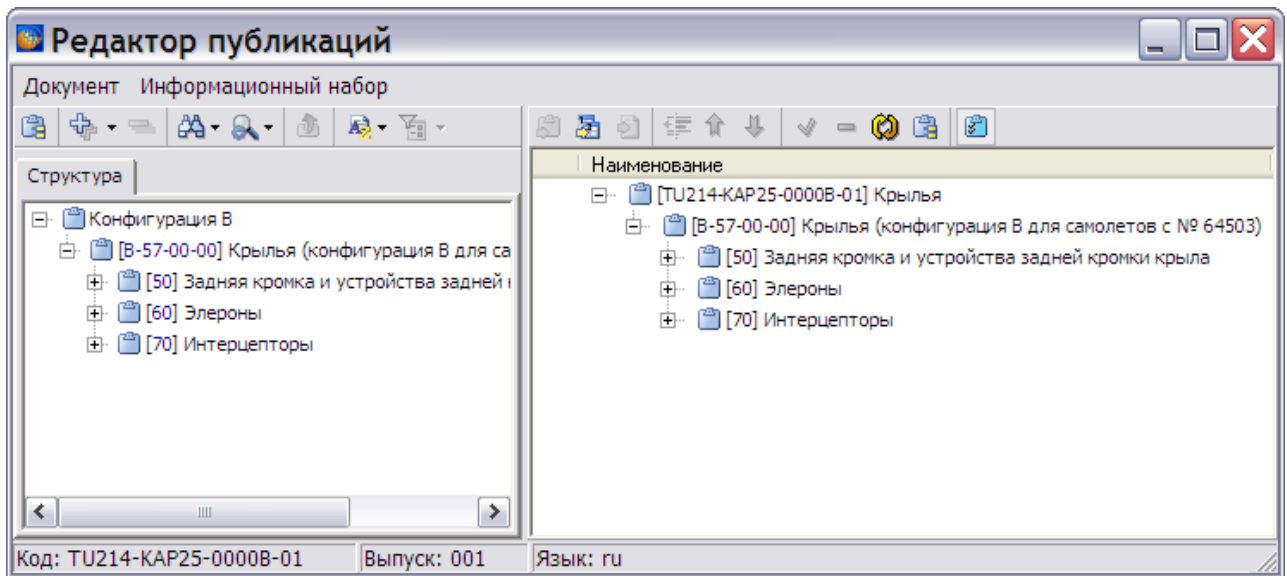 Редактор публикаций
Документ Информационный набор
Структура
Конфигурация B
[B-57-00-00] Крылья (конфигурация B для са
[50] Задняя кромка и устройства задней
[60] Элероны
[70] Интерцепторы
Наименование
[TU214-KAP25-0000B-01] Крылья
[B-57-00-00] Крылья (конфигурация B для самолетов с № 64503)
[50] Задняя кромка и устройства задней кромки крыла
[60] Элероны
[70] Интерцепторы
Код: TU214-KAP25-0000B-01 Выпуск: 001 Язык: ru